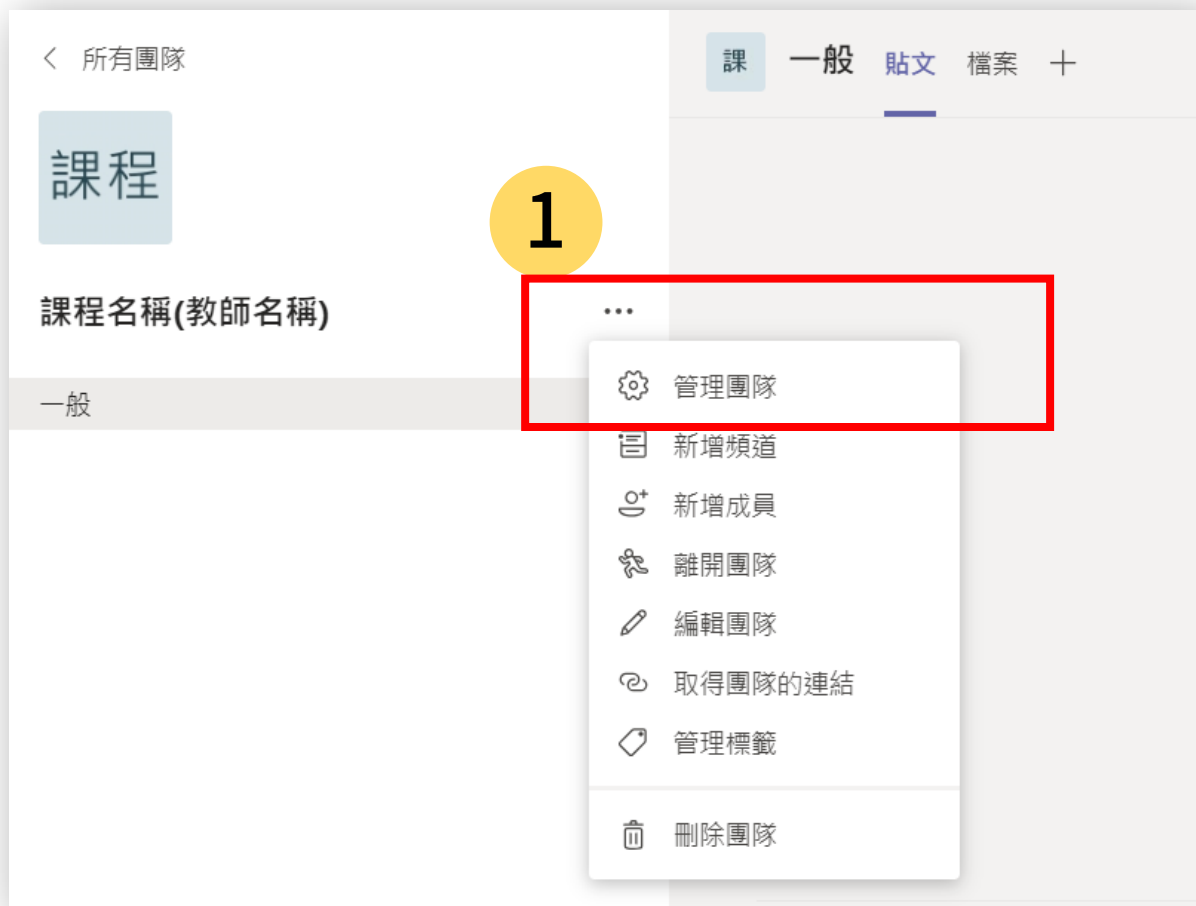 所有團隊
課程
課程名稱(教師名稱)
一般
課 一般 貼文 檔案
1
管理團隊
新增頻道
新增成員
離開團隊
編輯團隊
取得團隊的連結
管理標籤
刪除團隊